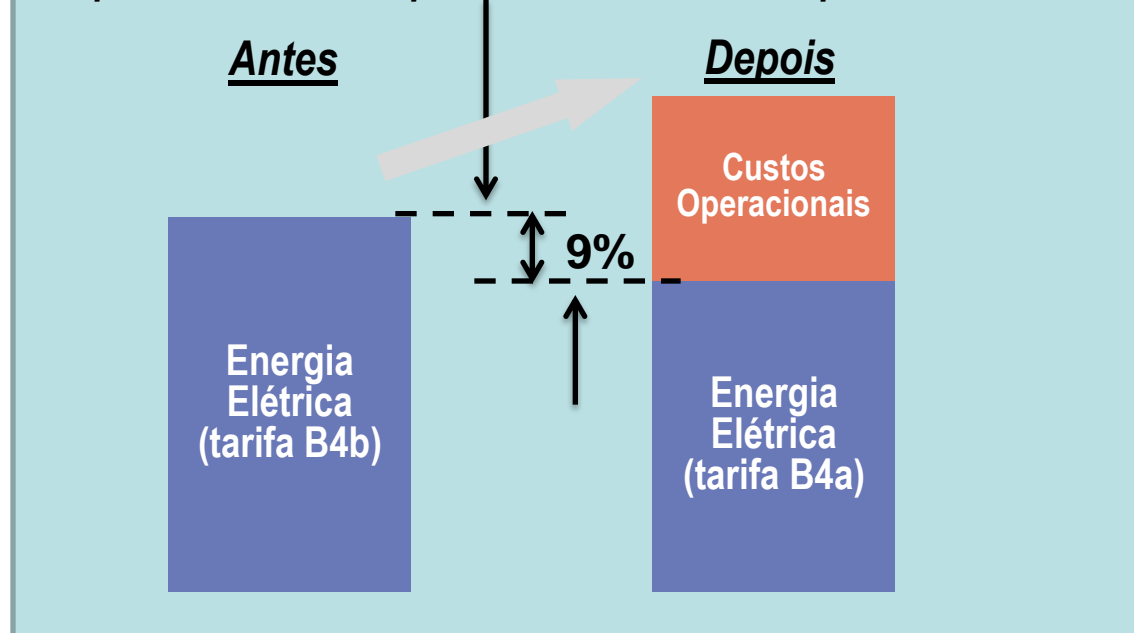 Antes
Depois
Custos
Operacionais
9%
Energia
Elétrica
(tarifa B4b)
Energia
Elétrica
(tarifa B4a)